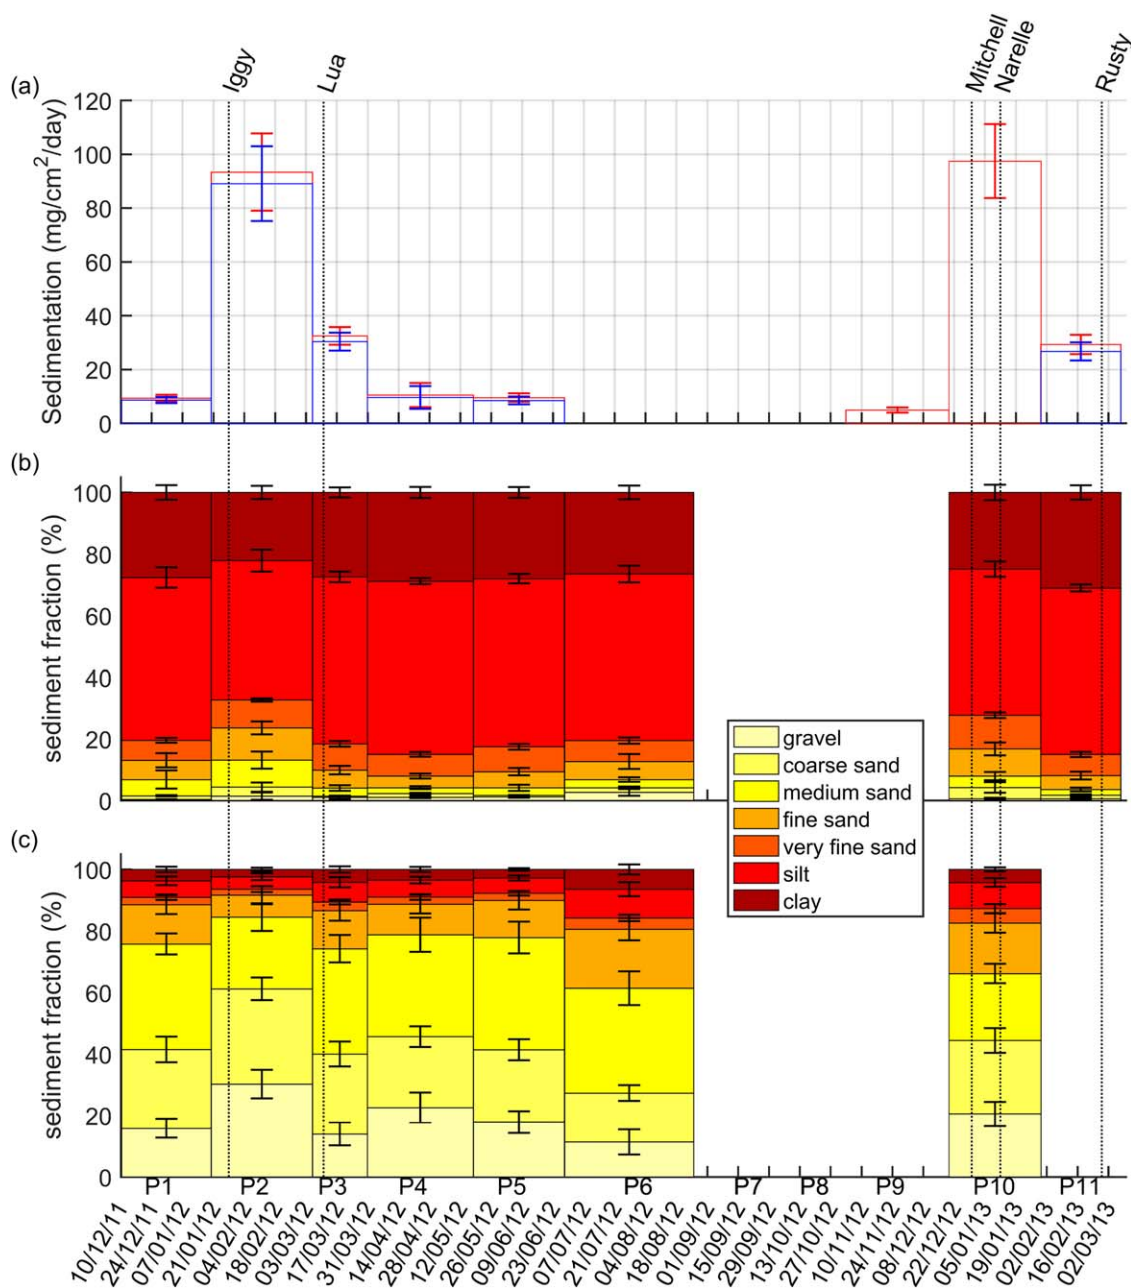 Iggy
Lua
Mitchell
Narelle
Rusty
(a)
Sedimentation (mg/cm²/day)
120
100
80
60
40
20
0
(b)
sediment fraction (%)
100
80
60
40
20
0
gravel
coarse sand
medium sand
fine sand
very fine sand
silt
clay
(c)
sediment fraction (%)
100
80
60
40
20
0
P1 P2 P3 P4 P5 P6 P7 P8 P9 P10 P11
10/12/11
24/12/11
07/01/12
21/01/12
04/02/12
18/02/12
03/03/12
17/03/12
31/03/12
14/04/12
28/04/12
12/05/12
26/05/12
09/06/12
23/06/12
07/07/12
21/07/12
04/08/12
18/08/12
01/09/12
15/09/12
29/09/12
13/10/12
27/10/12
10/11/12
24/11/12
08/12/12
22/12/12
05/01/13
19/01/13
02/02/13
16/02/13
02/03/13